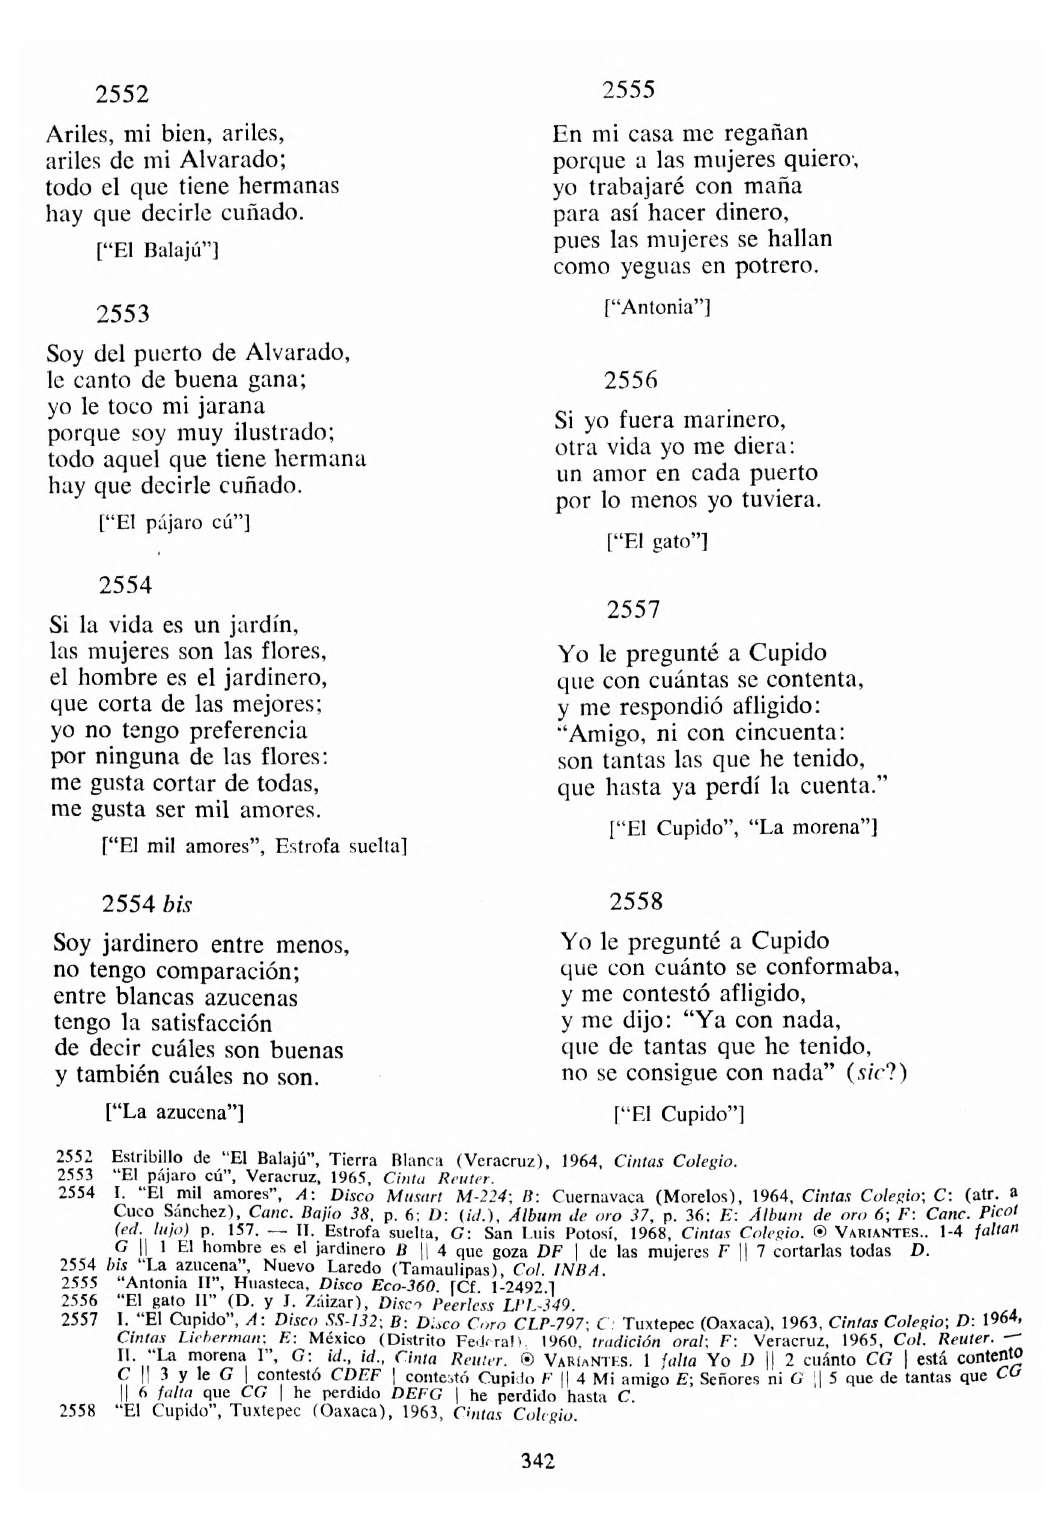 2552
Ariles, mi bien, ariles,
ariles de mi Alvarado;
todo el que tiene hermanas
hay que decirle cuñado.
[“El Balajú”]
2553
Soy del puerto de Alvarado,
le canto de buena gana;
yo le toco mi jarana
porque soy muy ilustrado;
todo aquel que tiene hermana
hay que decirle cuñado.
[“El pájaro cú”]
2554
Si la vida es un jardín,
las mujeres son las flores,
el hombre es el jardinero,
que corta de las mejores;
yo no tengo preferencia
por ninguna de las flores:
me gusta cortar de todas,
me gusta ser mil amores.
[“El mil amores”, Estrofa suelta]
2554 bis
Soy jardinero entre menos,
no tengo comparación;
entre blancas azucenas
tengo la satisfacción
de decir cuáles son buenas
y también cuáles no son.
[“La azucena”]
2555
En mi casa me regañan
porque a las mujeres quiero;
yo trabajaré con maña
para así hacer dinero,
pues las mujeres se hallan
como yeguas en potrero.
[“Antonia”]
2556
Si yo fuera marinero,
otra vida yo me diera:
un amor en cada puerto
por lo menos yo tuviera.
[“El gato”]
2557
Yo le pregunté a Cupido
que con cuántas se contenta,
y me respondió afligido:
“Amigo, ni con cincuenta:
son tantas las que he tenido,
que hasta ya perdí la cuenta.”
[“El Cupido”, “La morena”]
2558
Yo le pregunté a Cupido
que con cuánto se conformaba,
y me contestó afligido,
y me dijo: “Ya con nada,
que de tantas que he tenido,
no se consigue con nada” (sic?)
[“El Cupido”]
2552 Estribillo de “El Balajú”, Tierra Blanca (Veracruz), 1964, Cintas Colegio.
2553 “El pájaro cú”, Veracruz, 1965, Cinta Reuter.
2554 I. “El mil amores”, A: Disco Musart M-224; B: Cuernavaca (Morelos), 1964, Cintas Colegio; C: (atr. a
Cuco Sánchez), Canc. Bajío 38, p. 6; D: (id.), Álbum de oro 37, p. 36; E: Álbum de oro 6; F: Canc. Picot
(ed. lujo) p. 157. — II. Estrofa suelta, G: San Luis Potosí, 1968, Cintas Colegio. ⊙ VARIANTES.. 1-4 faltan
G || 1 El hombre es el jardinero B || 4 que goza DF | de las mujeres F || 7 cortarlas todas D.
2554 bis “La azucena”, Nuevo Laredo (Tamaulipas), Col. INBA.
2555 “Antonia II”, Huasteca, Disco Eco-360. [Cf. 1-2492.]
2556 “El gato II” (D. y J. Záizar), Disco Peerless LPL-349.
2557 I. “El Cupido”, A: Disco SS-132; B: Disco Coro CLP-797; C: Tuxtepec (Oaxaca), 1963, Cintas Colegio; D: 1964,
Cintas Lieberman; E: México (Distrito Federal), 1960, tradición oral; F: Veracruz, 1965, Col. Reuter. —
II. “La morena I”, G: id., id., Cinta Reuter. ⊙ VARIANTES. 1 falta Yo D || 2 cuánto CG | está contento
C || 3 y le G | contestó CDEF | contestó Cupido F || 4 Mi amigo E; Señores ni G || 5 que de tantas que CG
|| 6 falta que CG | he perdido DEFG | he perdido hasta C.
2558 “El Cupido”, Tuxtepec (Oaxaca), 1963, Cintas Colegio.
342